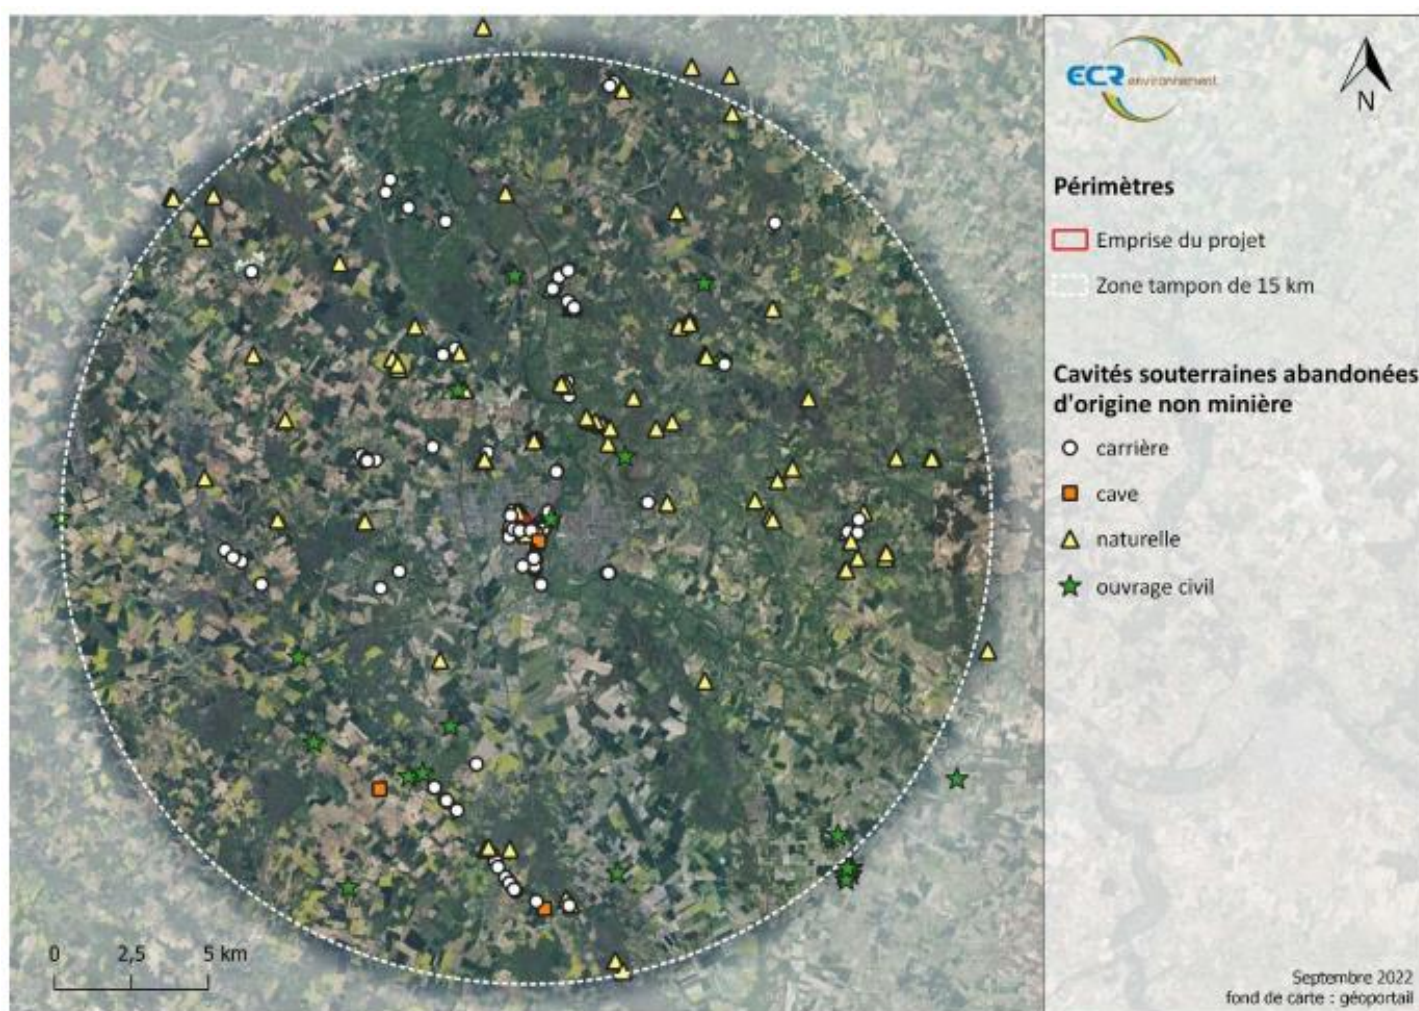 ECR environnement
N
Périmètres
Emprise du projet
Zone tampon de 15 km
Cavités souterraines abandonées
d'origine non minière
carrière
cave
naturelle
ouvrage civil
0 2,5 5 km
Septembre 2022
fond de carte : géoportail